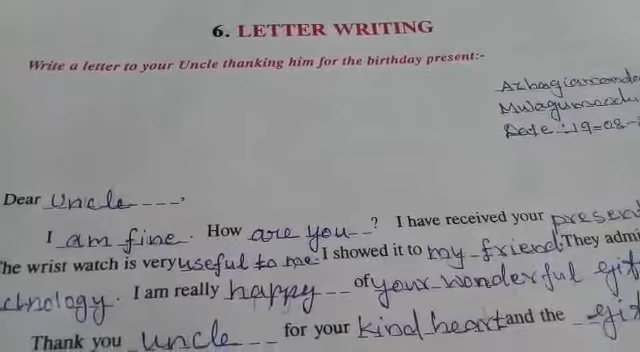 6. LETTER WRITING
Write a letter to your Uncle thanking him for the birthday present:-
Date :- 19-08-
Dear Uncle ,
I am fine. How are you ? I have received your present
The wrist watch is very useful to me. I showed it to my friend. They admi
chnology. I am really happy of your wonderful gift
Thank you uncle for your kind heart and the gift